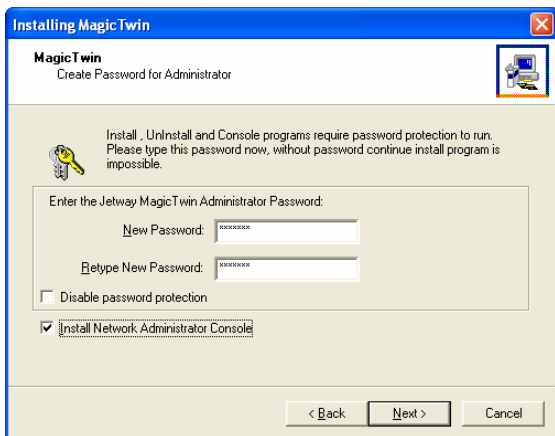 Installing MagicTwin
MagicTwin
Create Password for Administrator
Install , UnInstall and Console programs require password protection to run.
Please type this password now, without password continue install program is
impossible.
Enter the Jetway MagicTwin Administrator Password:
New Password: xxxxxxx
Retype New Password: xxxxxxx
Disable password protection
Install Network Administrator Console
< Back Next > Cancel